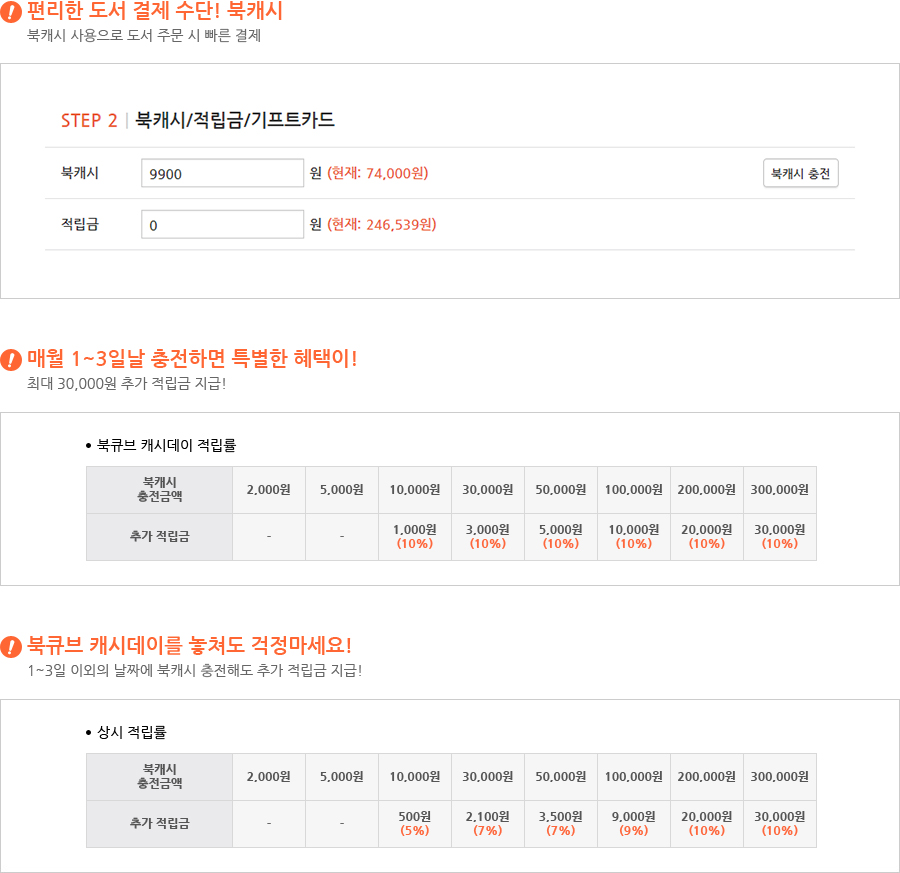 편리한 도서 결제 수단! 북캐시
북캐시 사용으로 도서 주문 시 빠른 결제
STEP 2 | 북캐시/적립금/기프트카드
북캐시 9900 원 (현재: 74,000원) 북캐시 충전
적립금 0 원 (현재: 246,539원)
매월 1~3일날 충전하면 특별한 혜택이!
최대 30,000원 추가 적립금 지급!
• 북큐브 캐시데이 적립률
북캐시
충전금액 2,000원 5,000원 10,000원 30,000원 50,000원 100,000원 200,000원 300,000원
추가 적립금 - - 1,000원 3,000원 5,000원 10,000원 20,000원 30,000원
(10%) (10%) (10%) (10%) (10%) (10%)
북큐브 캐시데이를 놓쳐도 걱정마세요!
1~3일 이외의 날짜에 북캐시 충전해도 추가 적립금 지급!
• 상시 적립률
북캐시
충전금액 2,000원 5,000원 10,000원 30,000원 50,000원 100,000원 200,000원 300,000원
추가 적립금 - - 500원 2,100원 3,500원 9,000원 20,000원 30,000원
(5%) (7%) (7%) (9%) (10%) (10%)